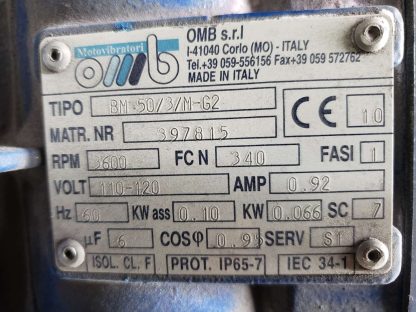 Motovibratori
omb
OMB s.r.l
I-41040 Corlo (MO) - ITALY
Tel.+39 059-556156 Fax+39 059 572762
MADE IN ITALY
TIPO BM 50/3/M-G2
CE 10
MATR. NR 397815
RPM 3600 FC N 340 FASI 1
VOLT 110-120 AMP 0.92
Hz 60 KW ass 0.10 KW 0.066 SC 7
µF 6 COSφ 0.95 SERV S1
ISOL. CL. F PROT. IP65-7 IEC 34-1